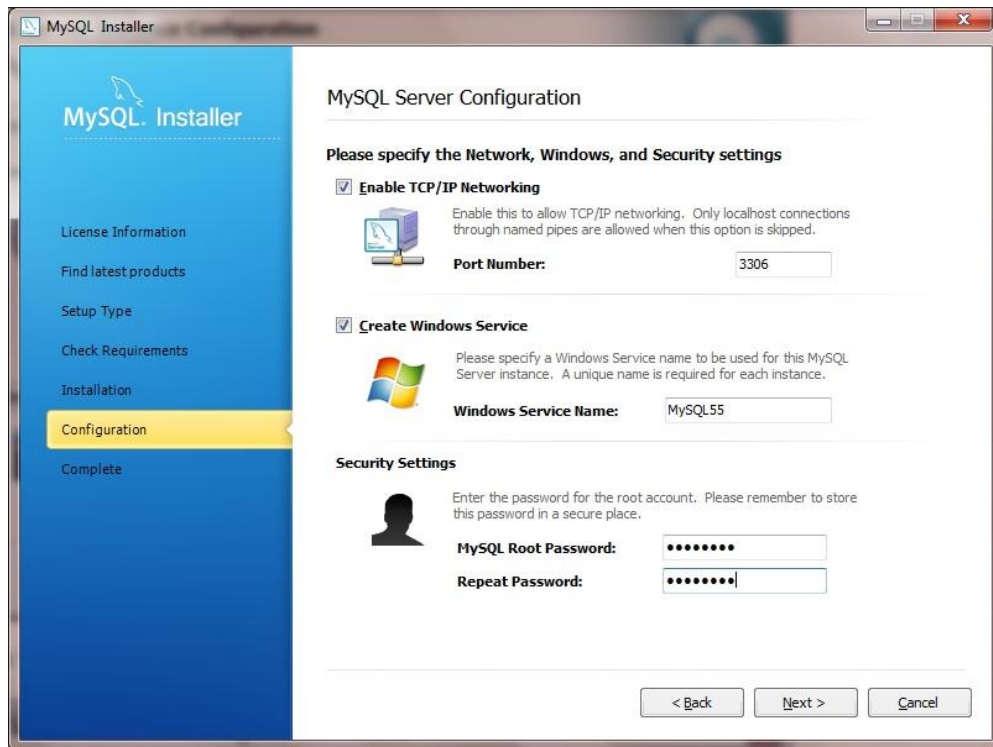 MySQL Installer
MySQL. Installer
License Information
Find latest products
Setup Type
Check Requirements
Installation
Configuration
Complete
MySQL Server Configuration
Please specify the Network, Windows, and Security settings
Enable TCP/IP Networking
Enable this to allow TCP/IP networking. Only localhost connections
through named pipes are allowed when this option is skipped.
Port Number: 3306
Create Windows Service
Please specify a Windows Service name to be used for this MySQL
Server instance. A unique name is required for each instance.
Windows Service Name: MySQL55
Security Settings
Enter the password for the root account. Please remember to store
this password in a secure place.
MySQL Root Password: ●●●●●●●●
Repeat Password: ●●●●●●●●
< Back Next > Cancel